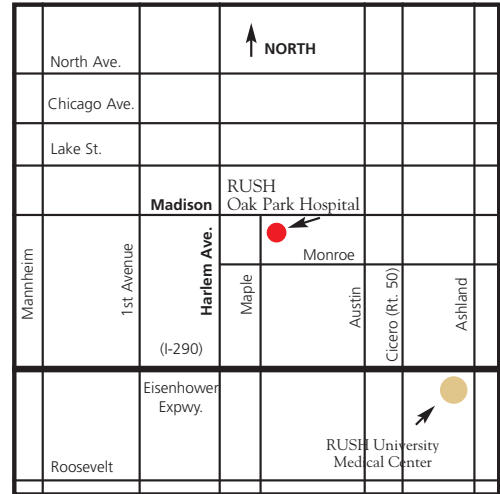 NORTH
North Ave.
Chicago Ave.
Lake St.
RUSH
Oak Park Hospital
Madison
Monroe
Mannheim
1st Avenue
Harlem Ave.
Maple
Austin
Cicero (Rt. 50)
Ashland
(I-290)
Eisenhower
Expwy.
RUSH University
Medical Center
Roosevelt